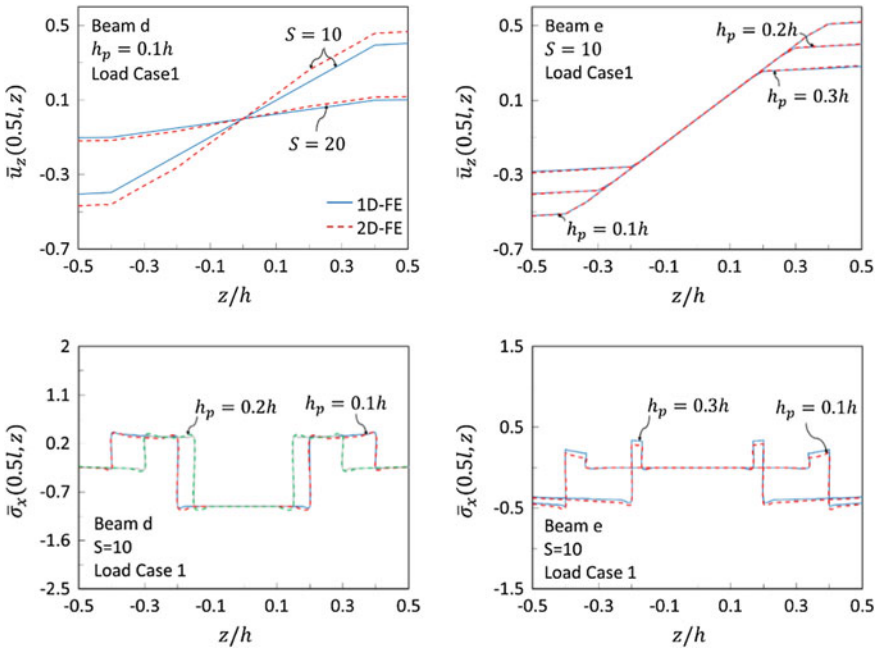 0.5
0.1
-0.3
-0.7
ū_z(0.5l, z)
Beam d
h_p = 0.1h
Load Case1
S = 10
S = 20
1D-FE
2D-FE
-0.5 -0.3 -0.1 0.1 0.3 0.5
z/h
0.5
0.1
-0.3
-0.7
ū_z(0.5l, z)
Beam e
S = 10
Load Case1
h_p = 0.2h
h_p = 0.3h
h_p = 0.1h
-0.5 -0.3 -0.1 0.1 0.3 0.5
z/h
2
1.1
0.2
-0.7
-1.6
-2.5
σ̄_x(0.5l, z)
h_p = 0.2h
h_p = 0.1h
Beam d
S=10
Load Case 1
-0.5 -0.3 -0.1 0.1 0.3 0.5
z/h
1.5
0.5
-0.5
-1.5
σ̄_x(0.5l, z)
h_p = 0.3h
h_p = 0.1h
Beam e
S=10
Load Case 1
-0.5 -0.3 -0.1 0.1 0.3 0.5
z/h